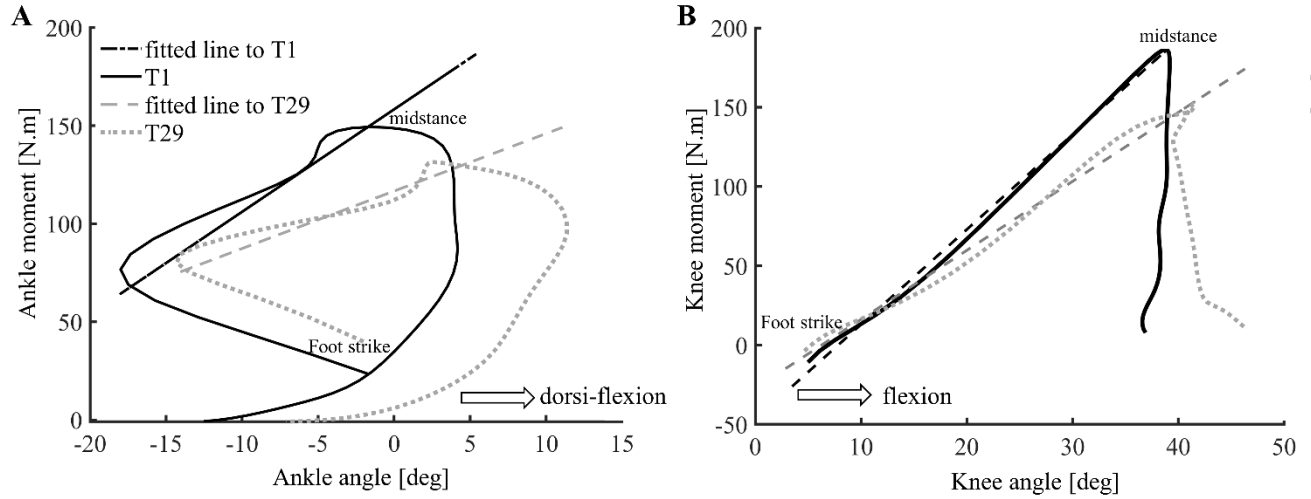 A
200
150
100
50
0
Ankle moment [N.m]
fitted line to T1
T1
fitted line to T29
T29
midstance
Foot strike
dorsi-flexion
-20 -15 -10 -5 0 5 10 15
Ankle angle [deg]
B
200
150
100
50
0
-50
Knee moment [N.m]
midstance
Foot strike
flexion
0 10 20 30 40 50
Knee angle [deg]